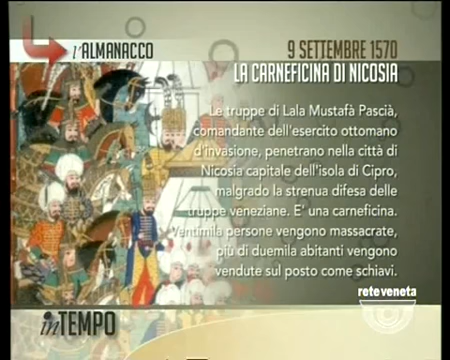 l'ALMANACCO
9 SETTEMBRE 1570
LA CARNEFICINA DI NICOSIA
Le truppe di Lala Mustafà Pascià,
comandante dell'esercito ottomano
d'invasione, penetrano nella città di
Nicosia capitale dell'isola di Cipro,
malgrado la strenua difesa delle
truppe veneziane. E' una carneficina.
Ventimila persone vengono massacrate,
più di duemila abitanti vengono
vendute sul posto come schiavi.
reteveneta
inTEMPO